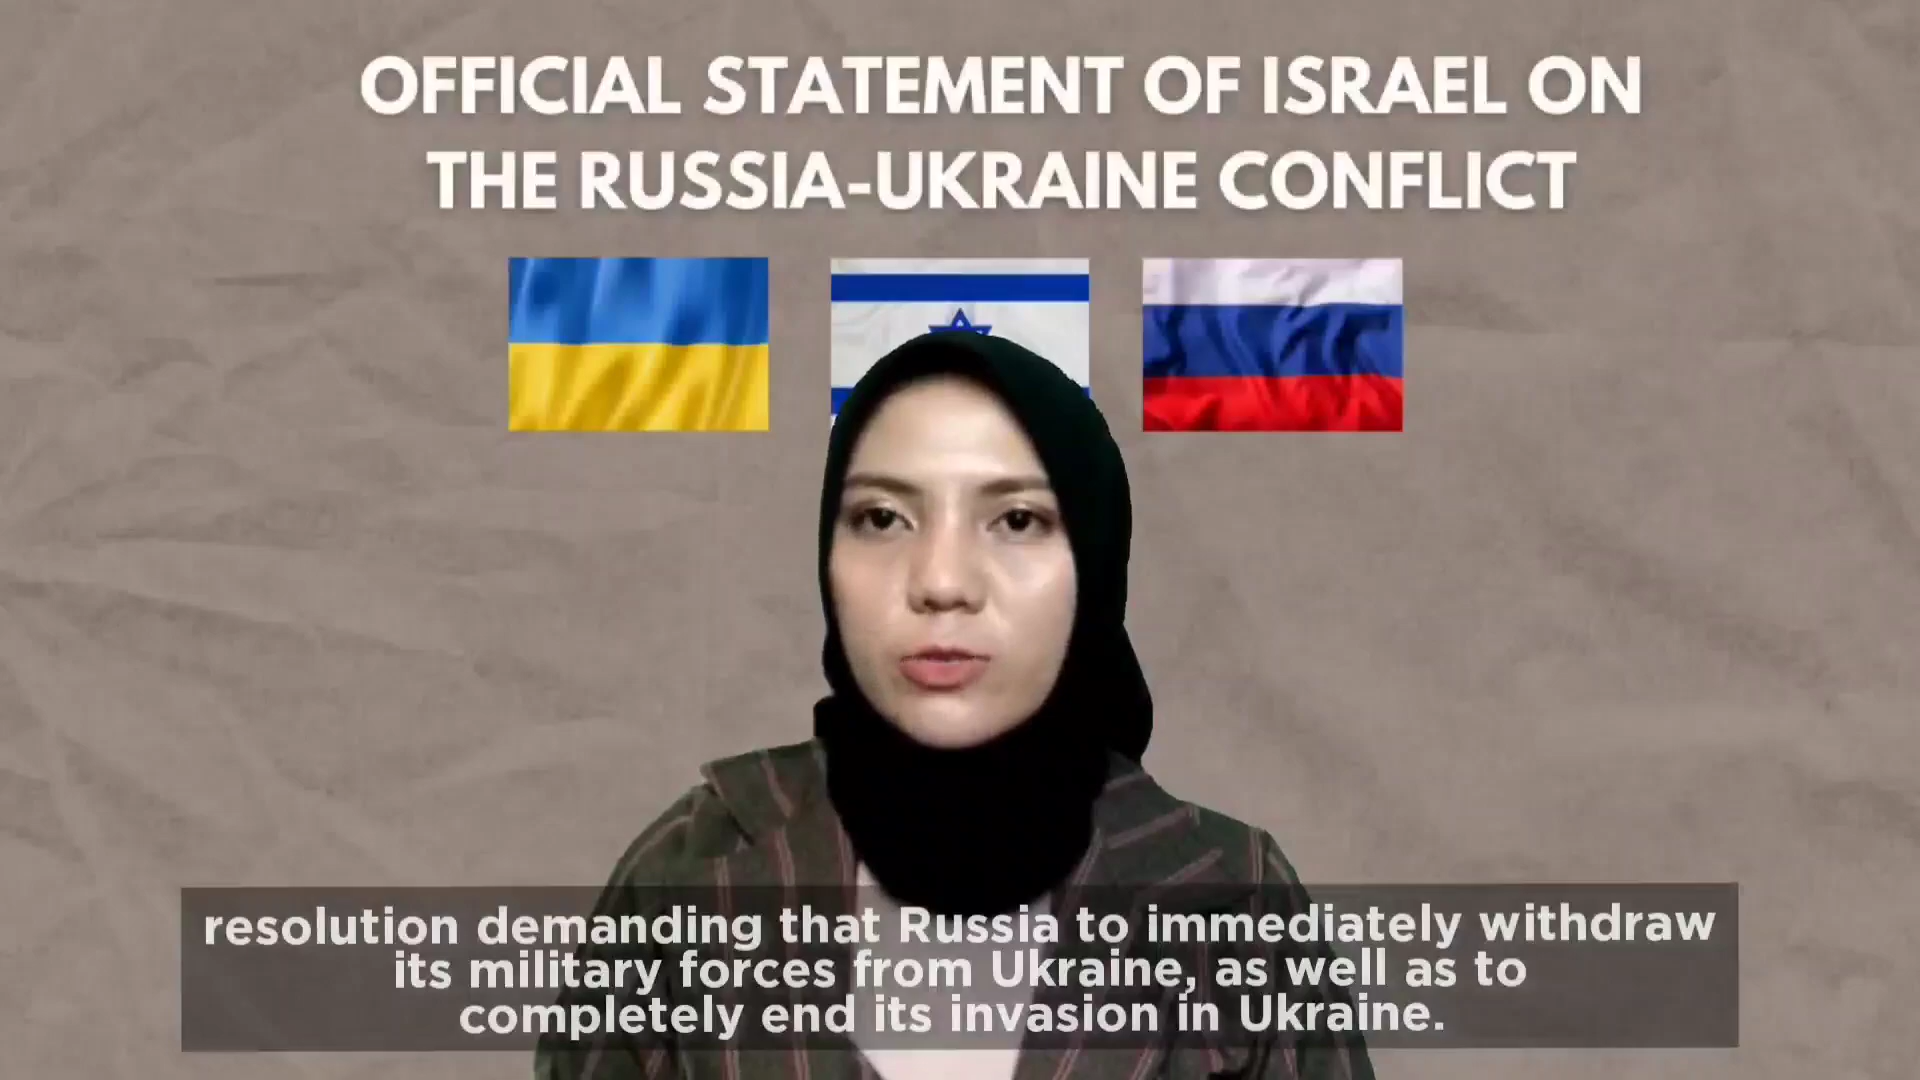 OFFICIAL STATEMENT OF ISRAEL ON
THE RUSSIA-UKRAINE CONFLICT
resolution demanding that Russia to immediately withdraw
its military forces from Ukraine, as well as to
completely end its invasion in Ukraine.